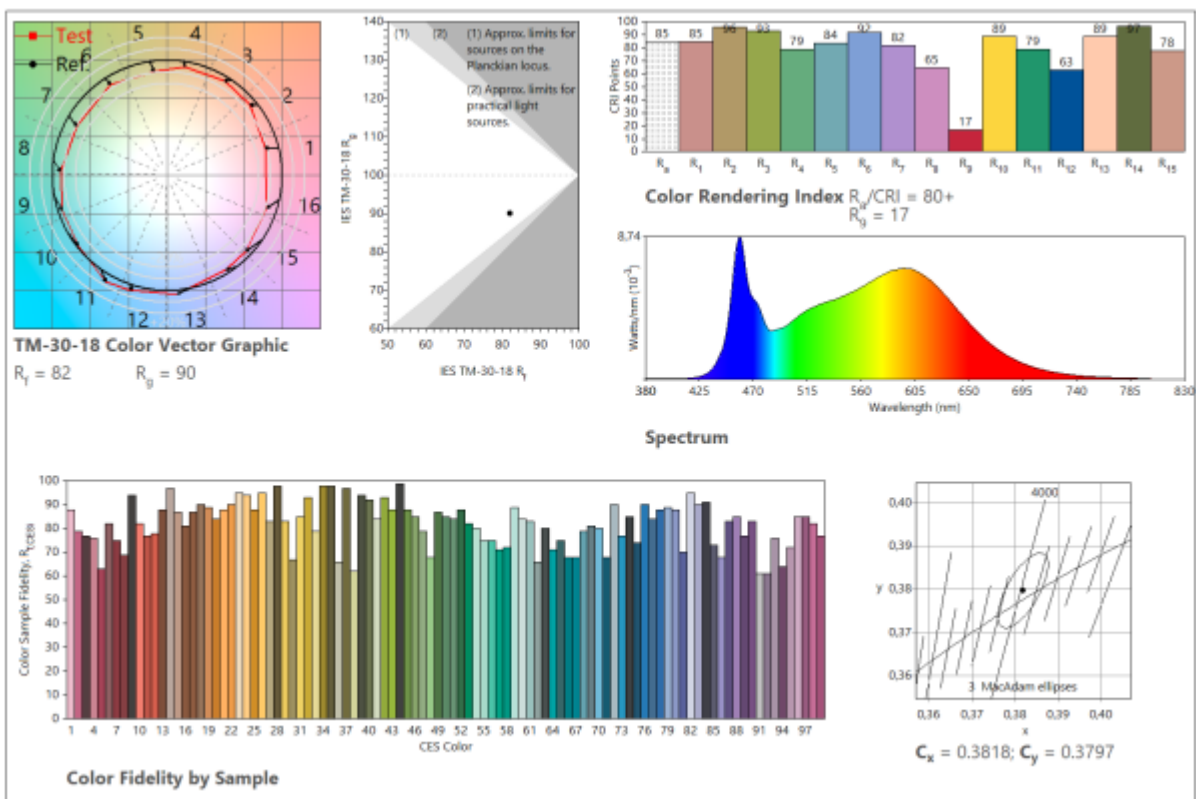 Test
Ref.
1
2
3
4
5
6
7
8
9
10
11
12
13
14
15
16
TM-30-18 Color Vector Graphic
Rf = 82 Rg = 90
140
130
120
110
100
90
80
70
60
50 60 70 80 90 100
IES TM-30-18 Rg
IES TM-30-18 Rf
(1) (2) (1) Approx. limits for
sources on the
Planckian locus.
(2) Approx. limits for
practical light
sources.
100
90
80
70
60
50
40
30
20
10
0
CRI Points
85 85 96 93 79 84 92 82 65 17 89 79 63 89 97 78
Ra R1 R2 R3 R4 R5 R6 R7 R8 R9 R10 R11 R12 R13 R14 R15
Color Rendering Index Ra/CRI = 80+
R9 = 17
8,74
Watts/nm (10⁻³)
380 425 470 515 560 605 650 695 740 785 830
Wavelength (nm)
Spectrum
100
90
80
70
60
50
40
30
20
10
0
Color Sample Fidelity, Rf,CESi
1 4 7 10 13 16 19 22 25 28 31 34 37 40 43 46 49 52 55 58 61 64 67 70 73 76 79 82 85 88 91 94 97
CES Color
Color Fidelity by Sample
4000
0,40
0,39
y 0,38
0,37
0,36
3 MacAdam ellipses
0,36 0,37 0,38 0,39 0,40
x
Cx = 0.3818; Cy = 0.3797